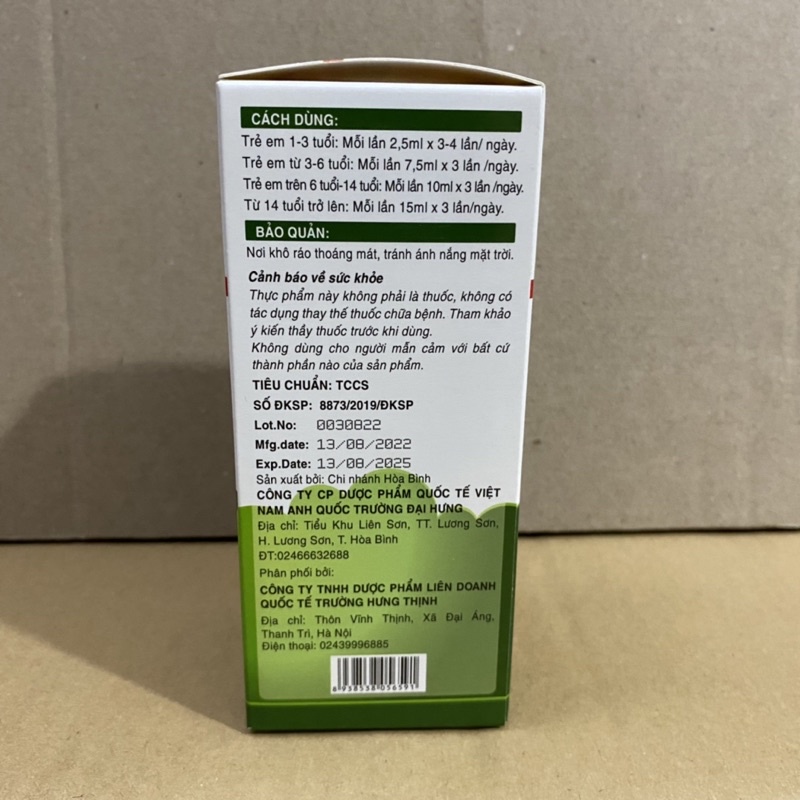 CÁCH DÙNG:
Trẻ em 1-3 tuổi: Mỗi lần 2,5ml x 3-4 lần/ ngày.
Trẻ em từ 3-6 tuổi: Mỗi lần 7,5ml x 3 lần /ngày.
Trẻ em trên 6 tuổi-14 tuổi: Mỗi lần 10ml x 3 lần /ngày.
Từ 14 tuổi trở lên: Mỗi lần 15ml x 3 lần/ngày.
BẢO QUẢN:
Nơi khô ráo thoáng mát, tránh ánh nắng mặt trời.
Cảnh báo về sức khỏe
Thực phẩm này không phải là thuốc, không có
tác dụng thay thế thuốc chữa bệnh. Tham khảo
ý kiến thầy thuốc trước khi dùng.
Không dùng cho người mẫn cảm với bất cứ
thành phần nào của sản phẩm.
TIÊU CHUẨN: TCCS
SỐ ĐKSP: 8873/2019/ĐKSP
Lot.No: 0030822
Mfg.date: 13/08/2022
Exp.Date: 13/08/2025
Sản xuất bởi: Chi nhánh Hòa Bình
CÔNG TY CP DƯỢC PHẨM QUỐC TẾ VIỆT
NAM ANH QUỐC TRƯỜNG ĐẠI HƯNG
Địa chỉ: Tiểu Khu Liên Sơn, TT. Lương Sơn,
H. Lương Sơn, T. Hòa Bình
ĐT:02466632688
Phân phối bởi:
CÔNG TY TNHH DƯỢC PHẨM LIÊN DOANH
QUỐC TẾ TRƯỜNG HƯNG THỊNH
Địa chỉ: Thôn Vĩnh Thịnh, Xã Đại Áng,
Thanh Trì, Hà Nội
Điện thoại: 02439996885
8 938538 056591